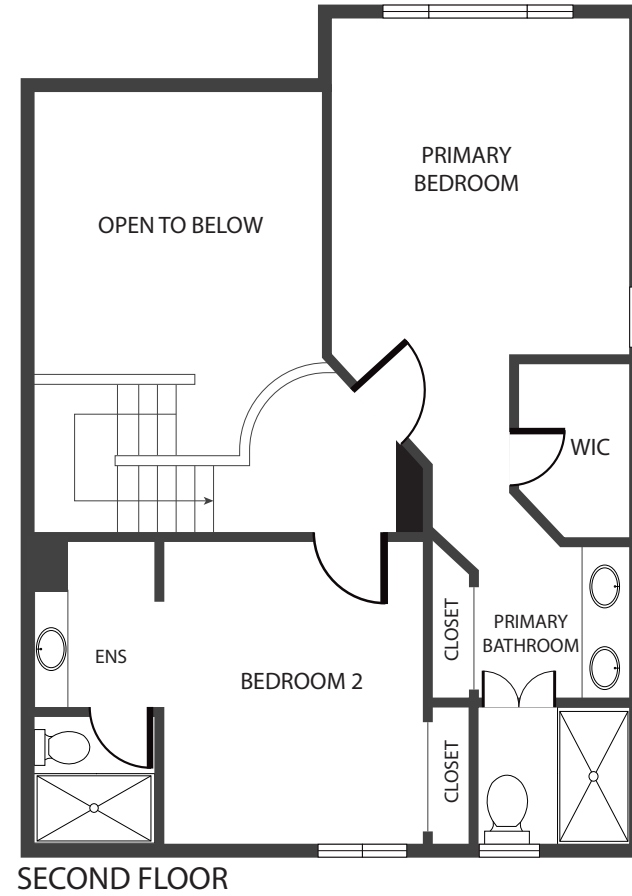 PRIMARY
BEDROOM
OPEN TO BELOW
WIC
CLOSET
PRIMARY
BATHROOM
ENS
BEDROOM 2
CLOSET
SECOND FLOOR